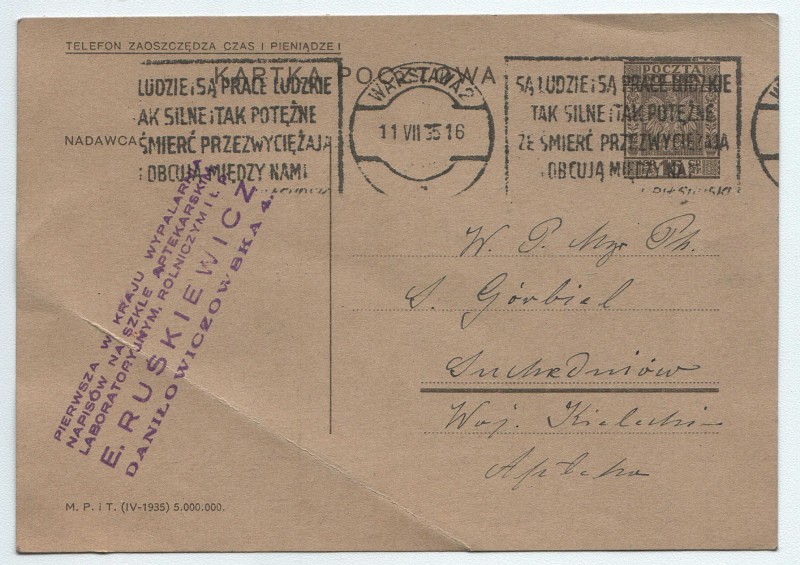 TELEFON ZAOSZCZĘDZA CZAS I PIENIĄDZE!
KARTKA POCZTOWA
POCZTA
LUDZIE i SĄ PRACE LUDZKIE
AK SILNE i TAK POTĘŻNE
ŚMIERĆ PRZEZWYCIĘŻAJĄ
i OBCUJĄ MIĘDZY NAMI
WARSZAWA 2
11 VII 35 16
SĄ LUDZIE i SĄ PRACE LUDZKIE
TAK SILNE i TAK POTĘŻNE
ŻE ŚMIERĆ PRZEZWYCIĘŻAJĄ
i OBCUJĄ MIĘDZY NAMI
J. PIŁSUDSKI
NADAWCA
PIERWSZA W KRAJU WYPALARNIA
NAPISÓW NA SZKLE APTEKARSKIM,
LABORATORYJNYM, ROLNICZYM I T. P.
E. RUSKIEWICZ
DANIŁOWICZOWSKA 4.
W. P. Mgr Ph.
S. Górbiel
Suchedniów
Woj. Kieleckie
Apteka
M. P. i T. (IV-1935) 5.000.000.